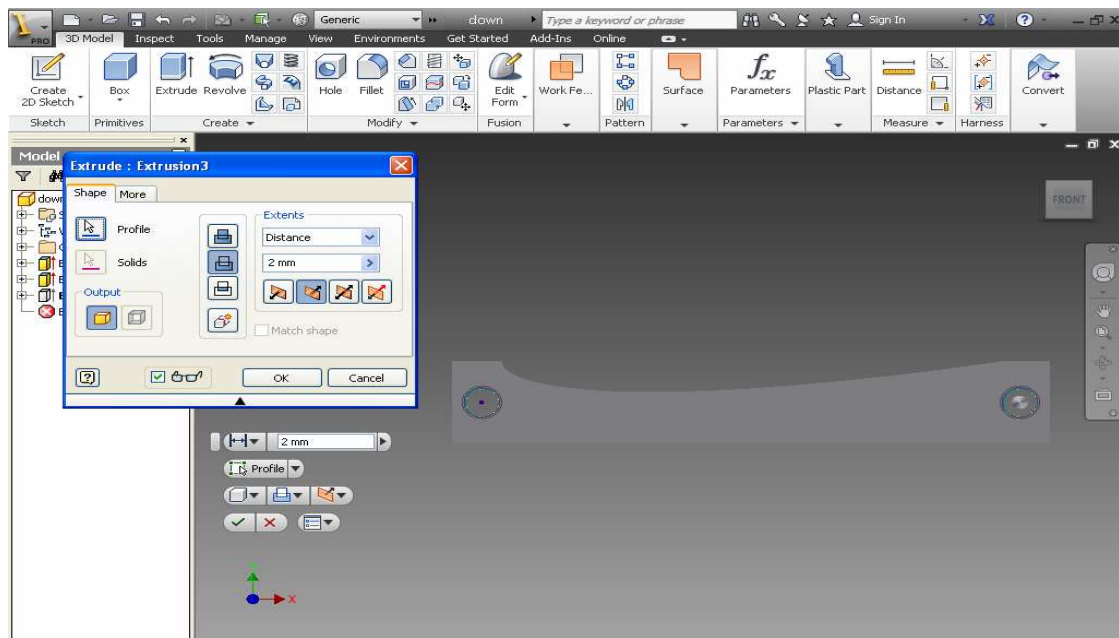 Generic down Type a keyword or phrase Sign In
PRO 3D Model Inspect Tools Manage View Environments Get Started Add-Ins Online
Create 2D Sketch Box Extrude Revolve Hole Fillet Edit Form Work Fe... Surface fx Parameters Plastic Part Distance Convert
Sketch Primitives Create Modify Fusion Pattern Parameters Measure Harness
Model
Extrude : Extrusion3
Shape More
Profile
Solids
Output
Extents
Distance
2 mm
Match shape
OK Cancel
down
FRONT
2 mm
Profile
X